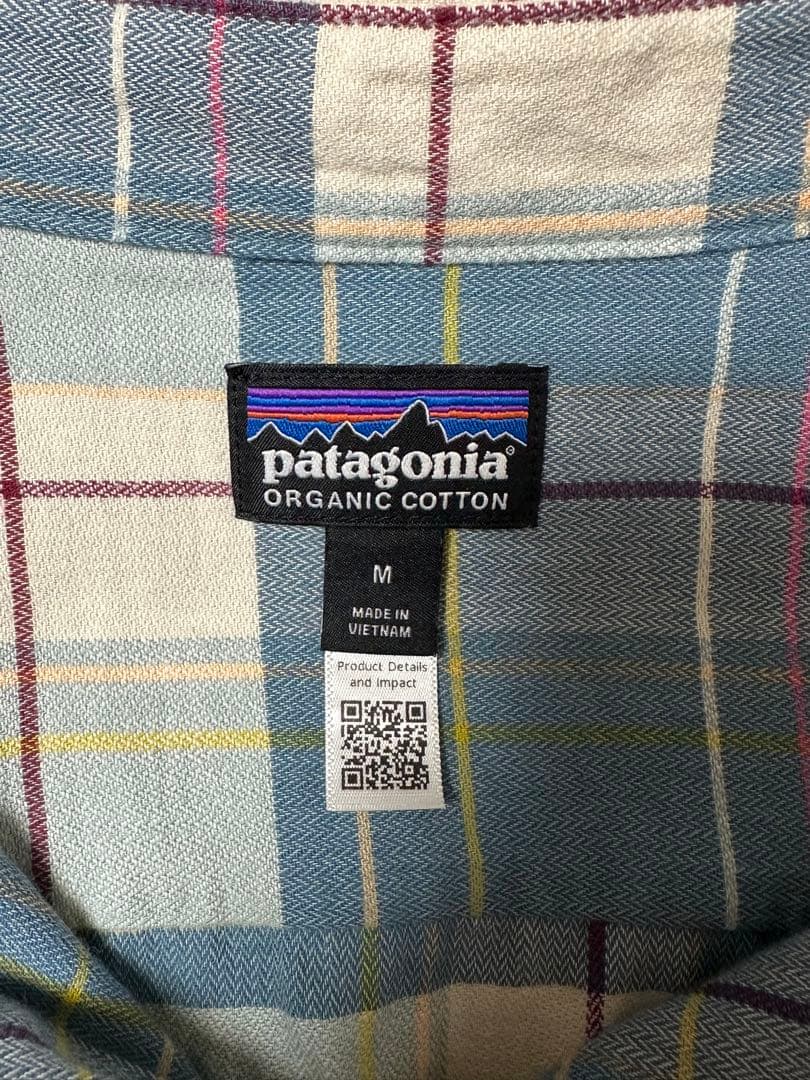 patagonia®
ORGANIC COTTON
M
MADE IN
VIETNAM
Product Details
and impact